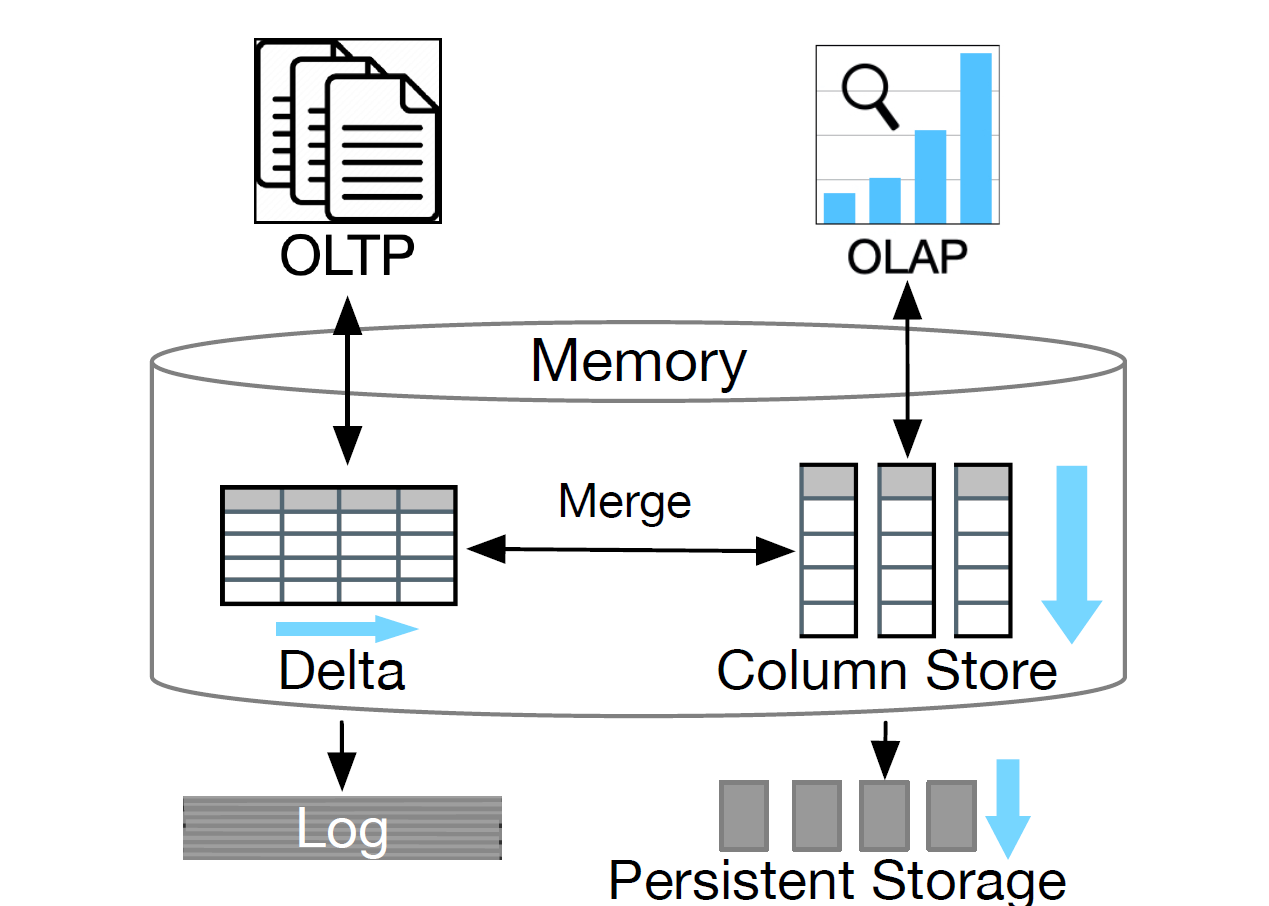 OLTP
OLAP
Memory
Merge
Delta
Column Store
Log
Persistent Storage